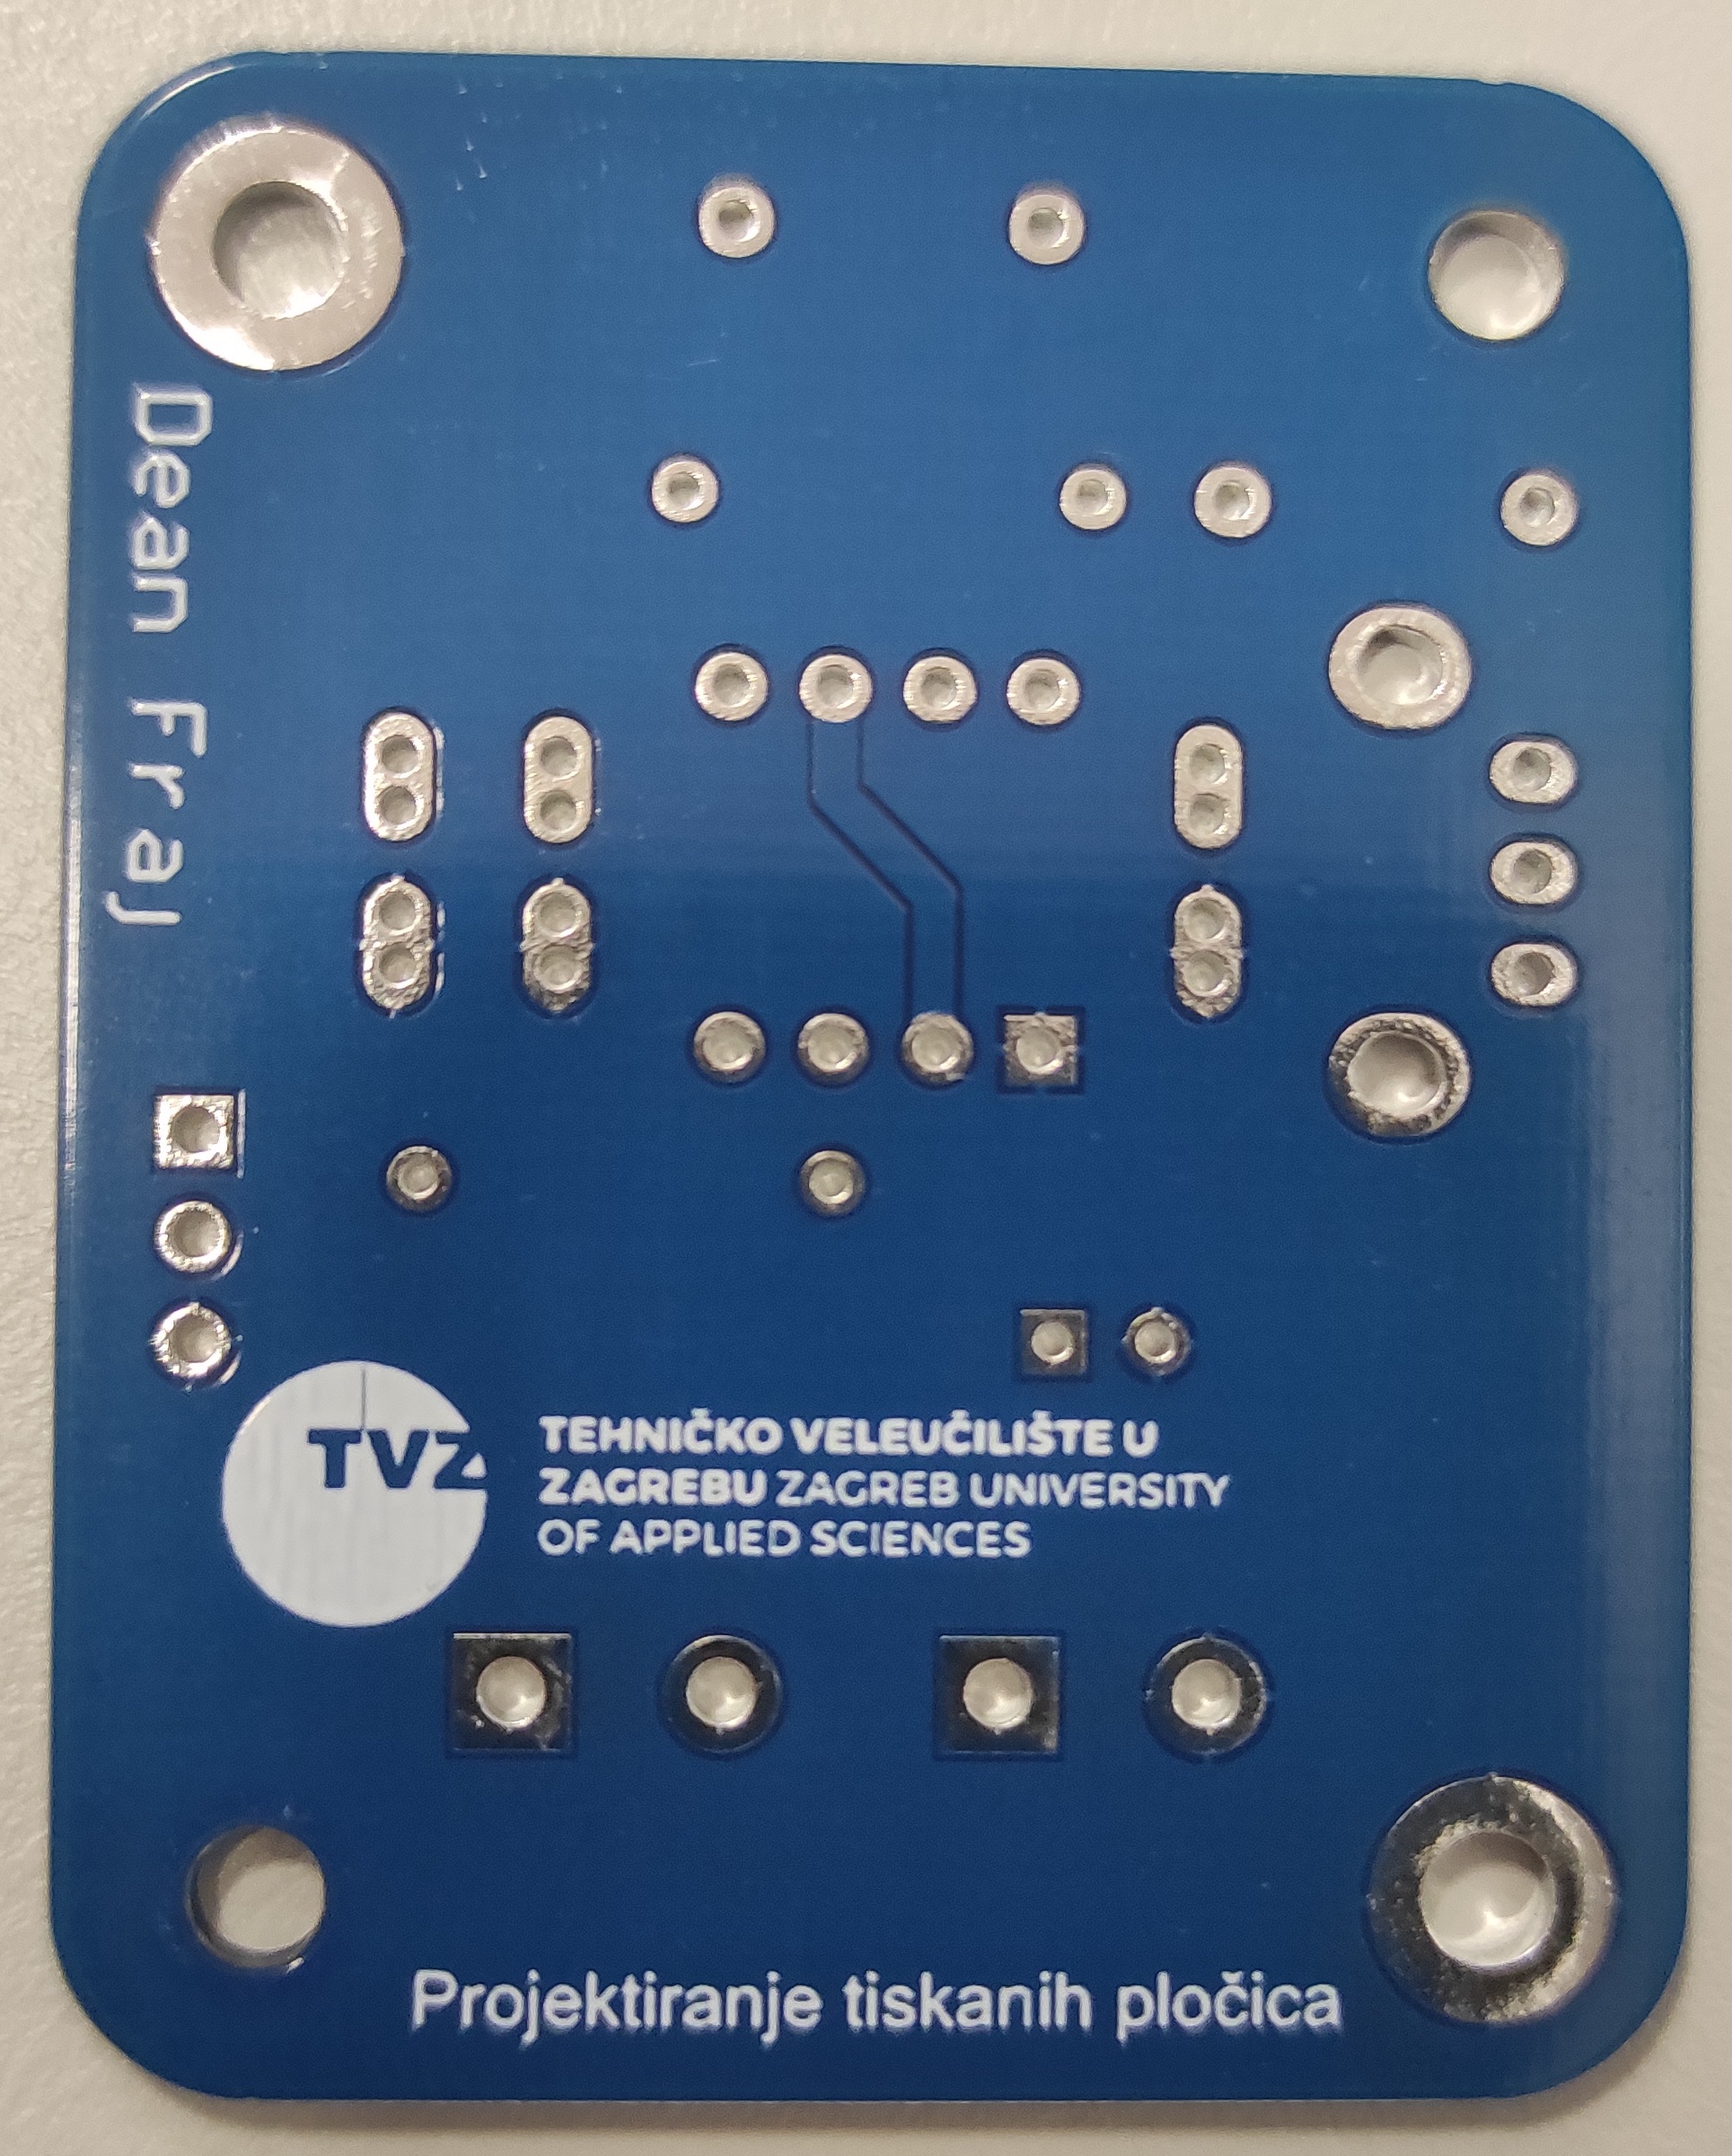 Dean Fraj
TVZ
TEHNIČKO VELEUČILIŠTE U
ZAGREBU ZAGREB UNIVERSITY
OF APPLIED SCIENCES
Projektiranje tiskanih pločica